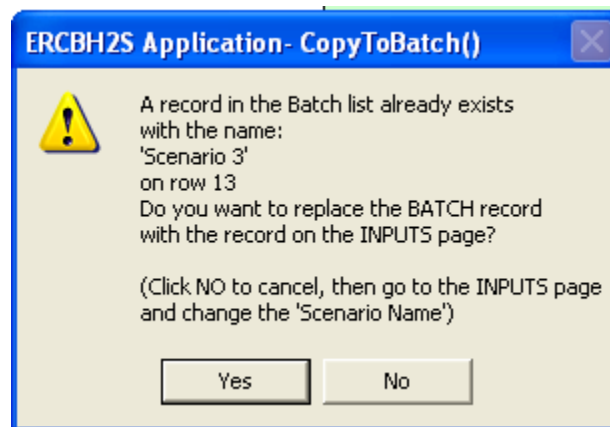 ERCBH2S Application- CopyToBatch()
A record in the Batch list already exists
with the name:
'Scenario 3'
on row 13
Do you want to replace the BATCH record
with the record on the INPUTS page?
(Click NO to cancel, then go to the INPUTS page
and change the 'Scenario Name')
Yes No